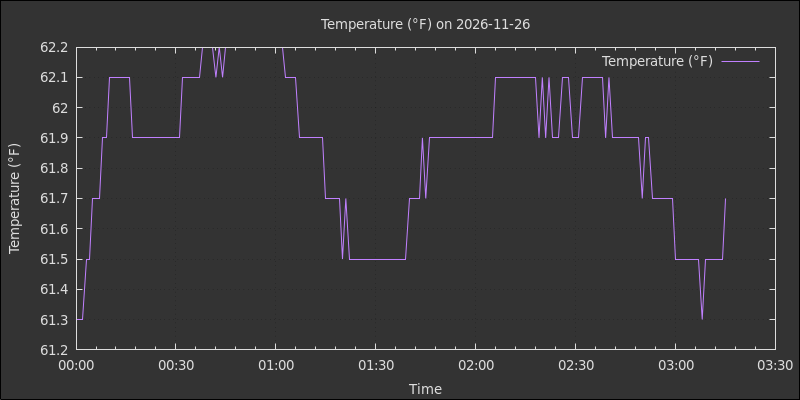 Temperature (°F) on 2026-11-26
Temperature (°F)
62.2
62.1
62
61.9
61.8
61.7
61.6
61.5
61.4
61.3
61.2
Temperature (°F)
00:00 00:30 01:00 01:30 02:00 02:30 03:00 03:30
Time